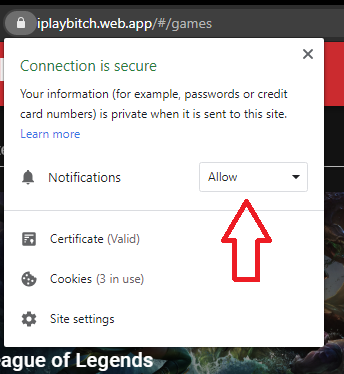 iplaybitch.web.app/#/games
Connection is secure
Your information (for example, passwords or credit
card numbers) is private when it is sent to this site.
Learn more
Notifications
Allow
Certificate (Valid)
Cookies (3 in use)
Site settings
eague of Legends